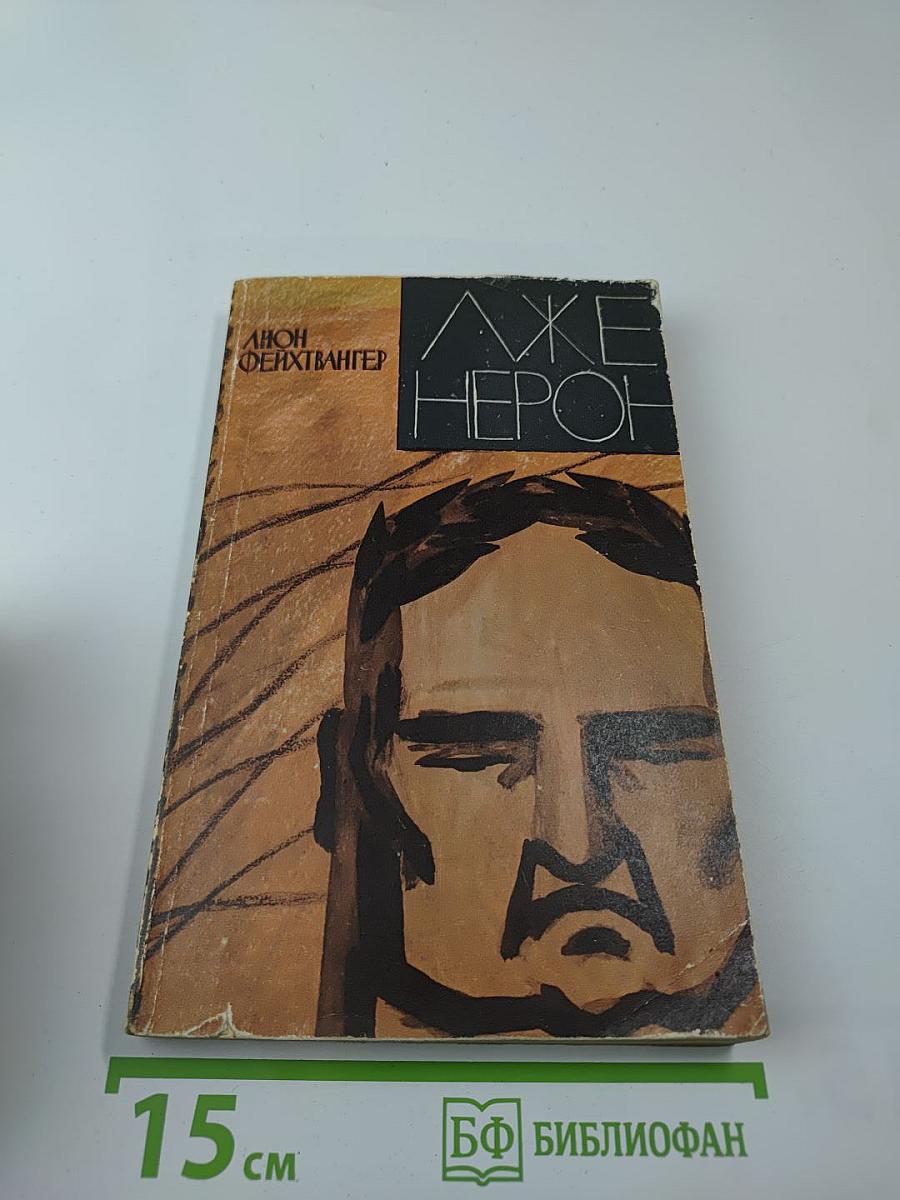 ЛИОН
ФЕЙХТВАНГЕР
ЛЖЕ
НЕРОН
15 см
БФ БИБЛИОФАН